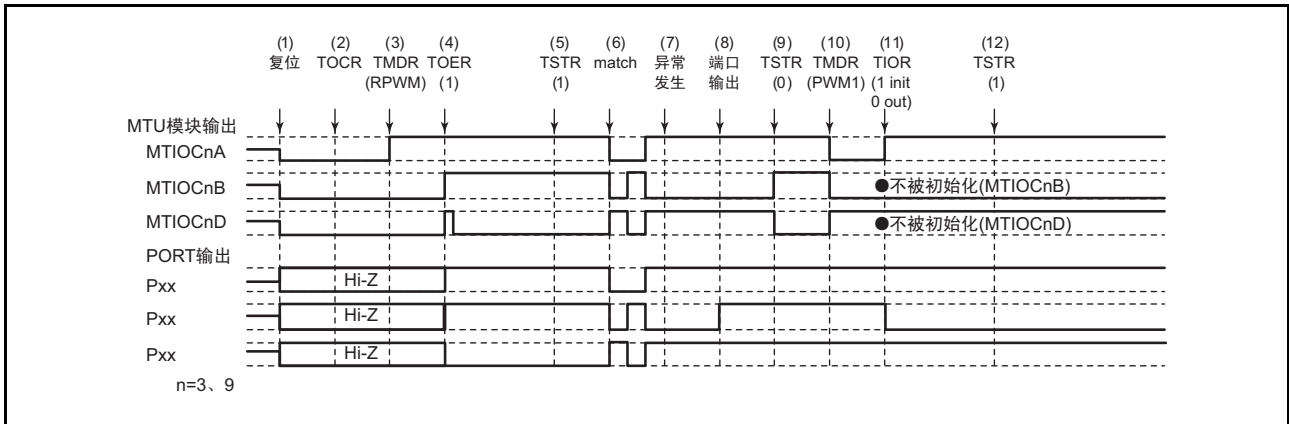 (1) (2) (3) (4) (5) (6) (7) (8) (9) (10) (11) (12)
复位 TOCR TMDR TOER TSTR match 异常 端口 TSTR TMDR TIOR TSTR
(RPWM) (1) (1) 发生 输出 (0) (PWM1) (1 init (1)
0 out)
MTU模块输出
MTIOCnA
MTIOCnB ●不被初始化(MTIOCnB)
MTIOCnD ●不被初始化(MTIOCnD)
PORT输出
Pxx Hi-Z
Pxx Hi-Z
Pxx Hi-Z
n=3、9